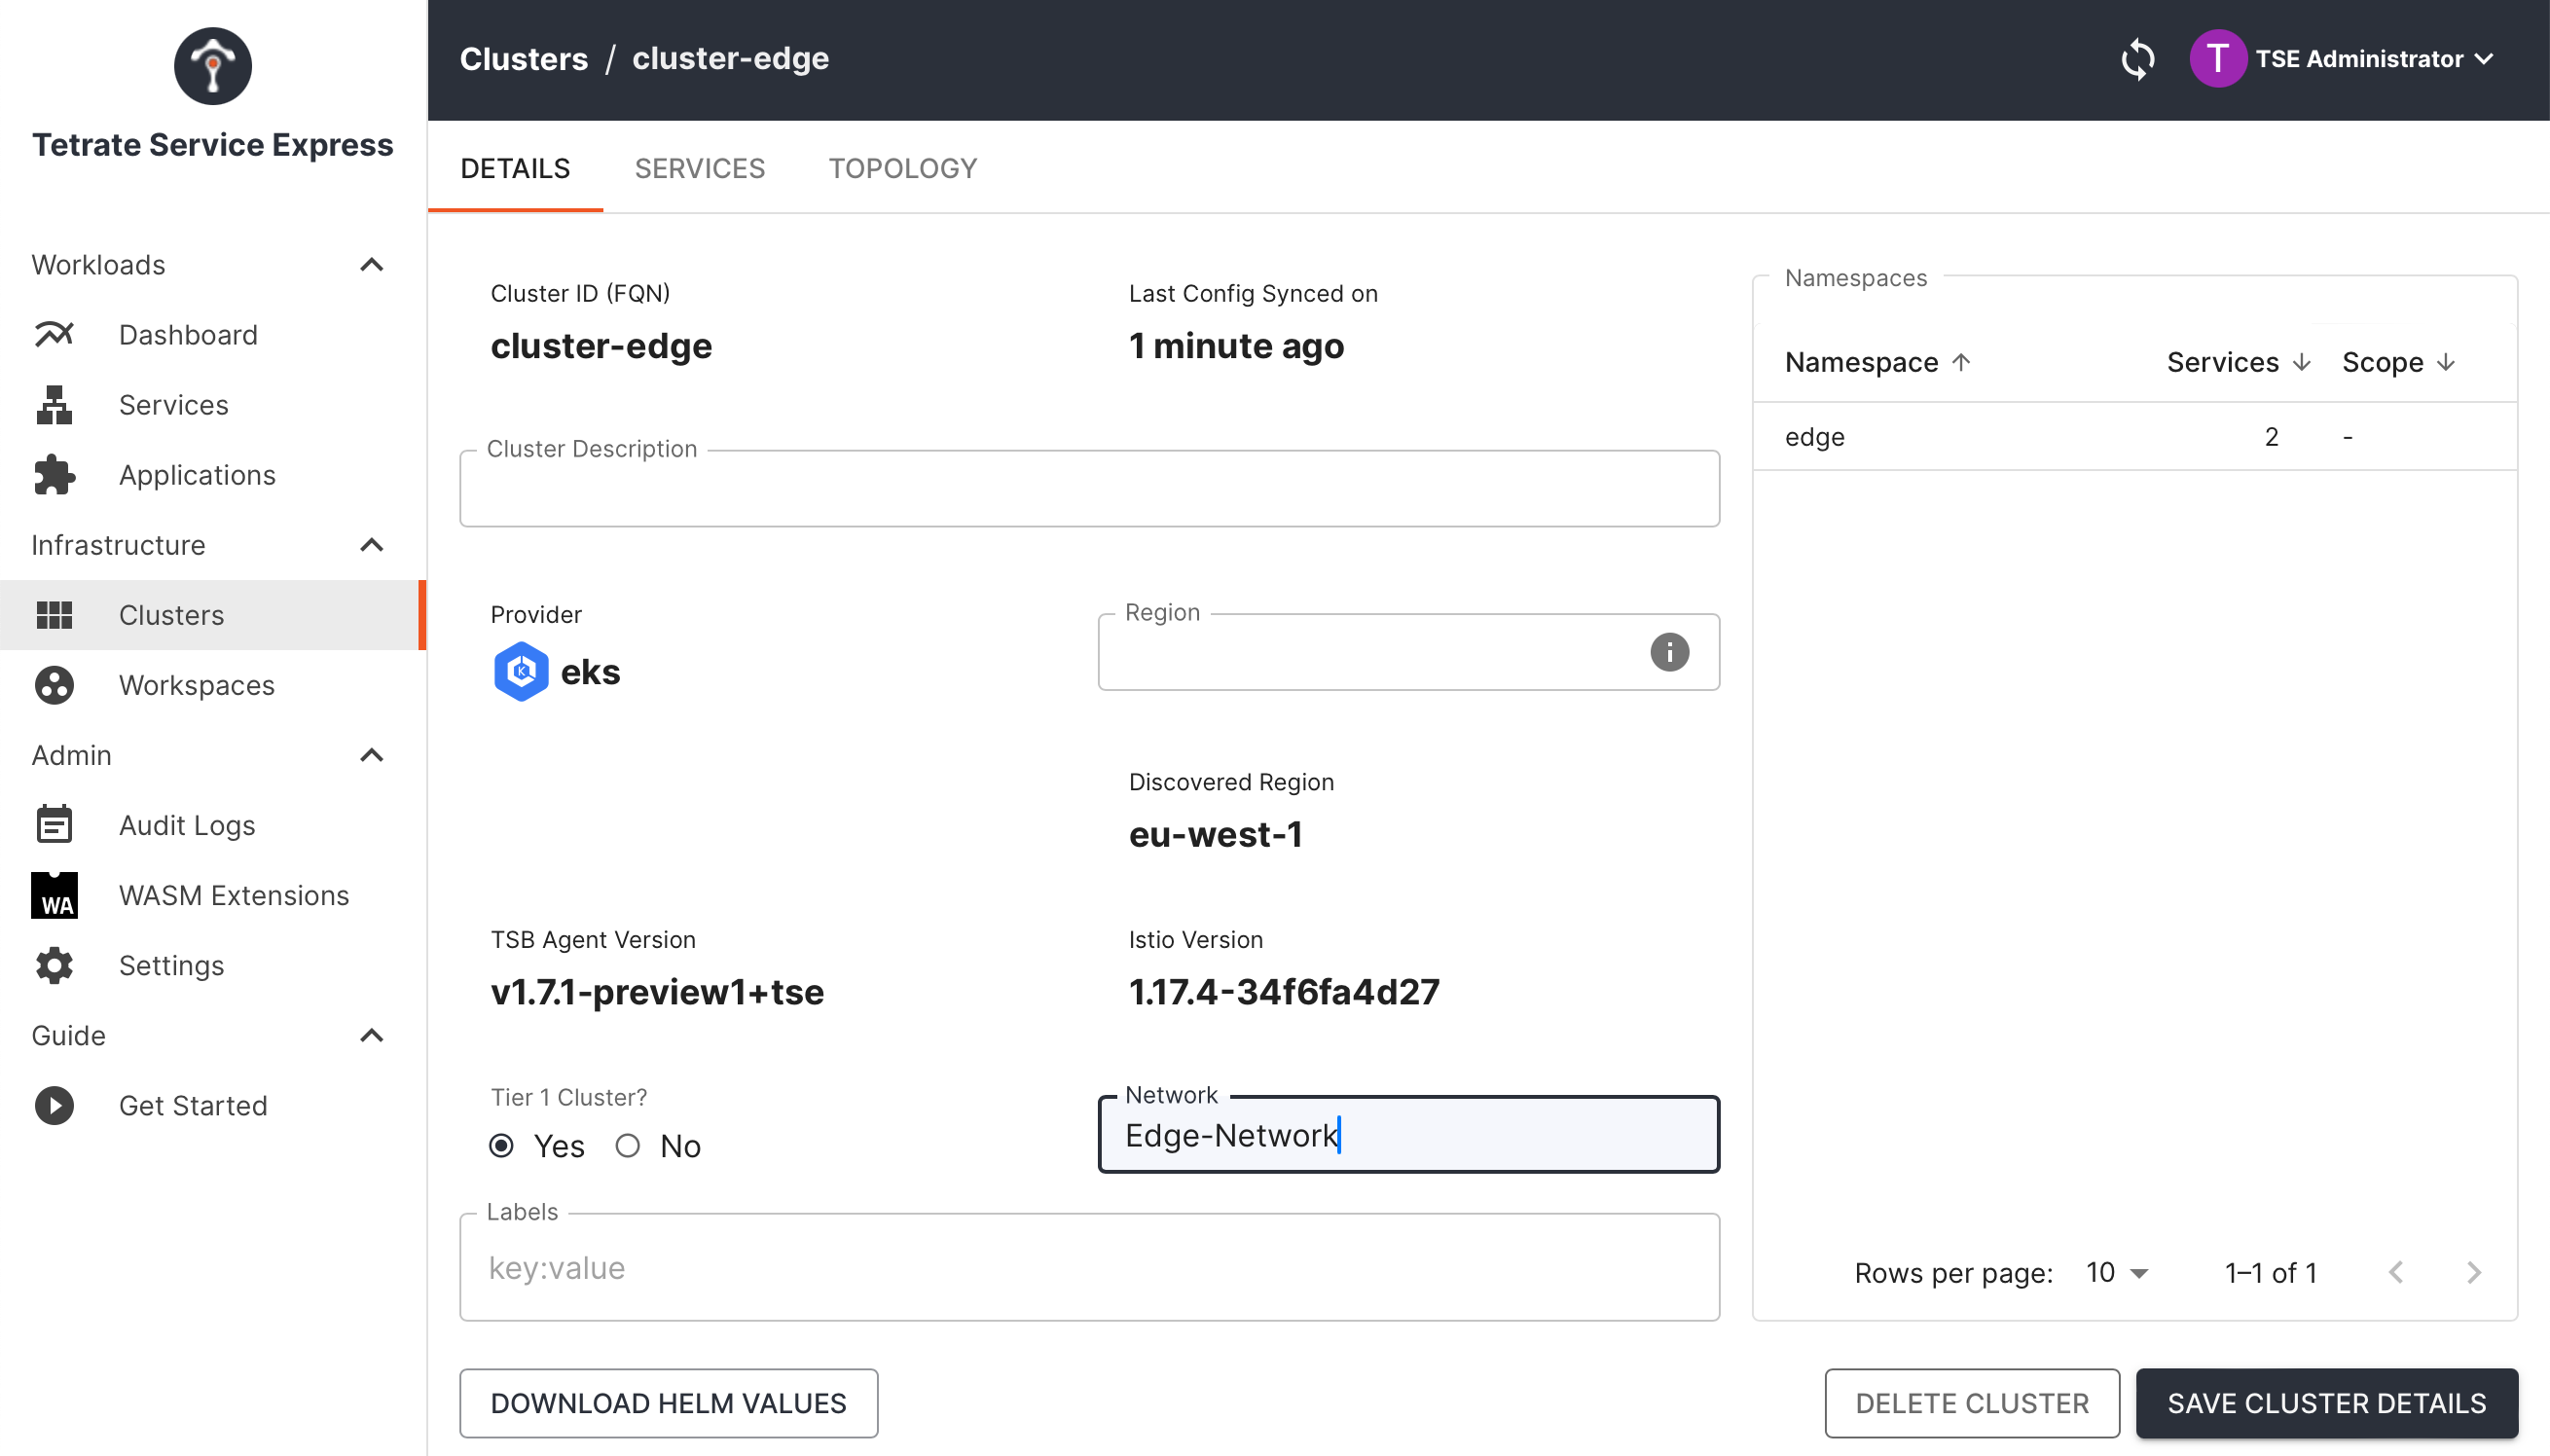 Tetrate Service Express
Workloads
Dashboard
Services
Applications
Infrastructure
Clusters
Workspaces
Admin
Audit Logs
WA
WASM Extensions
Settings
Guide
Get Started
Clusters / cluster-edge
T TSE Administrator
DETAILS SERVICES TOPOLOGY
Cluster ID (FQN)
cluster-edge
Last Config Synced on
1 minute ago
Cluster Description
Provider
K
eks
Region
i
Discovered Region
eu-west-1
TSB Agent Version
v1.7.1-preview1+tse
Istio Version
1.17.4-34f6fa4d27
Tier 1 Cluster?
Yes No
Network
Edge-Network
Labels
key:value
Namespaces
Namespace Services Scope
edge 2 -
Rows per page: 10 1–1 of 1
DOWNLOAD HELM VALUES
DELETE CLUSTER
SAVE CLUSTER DETAILS